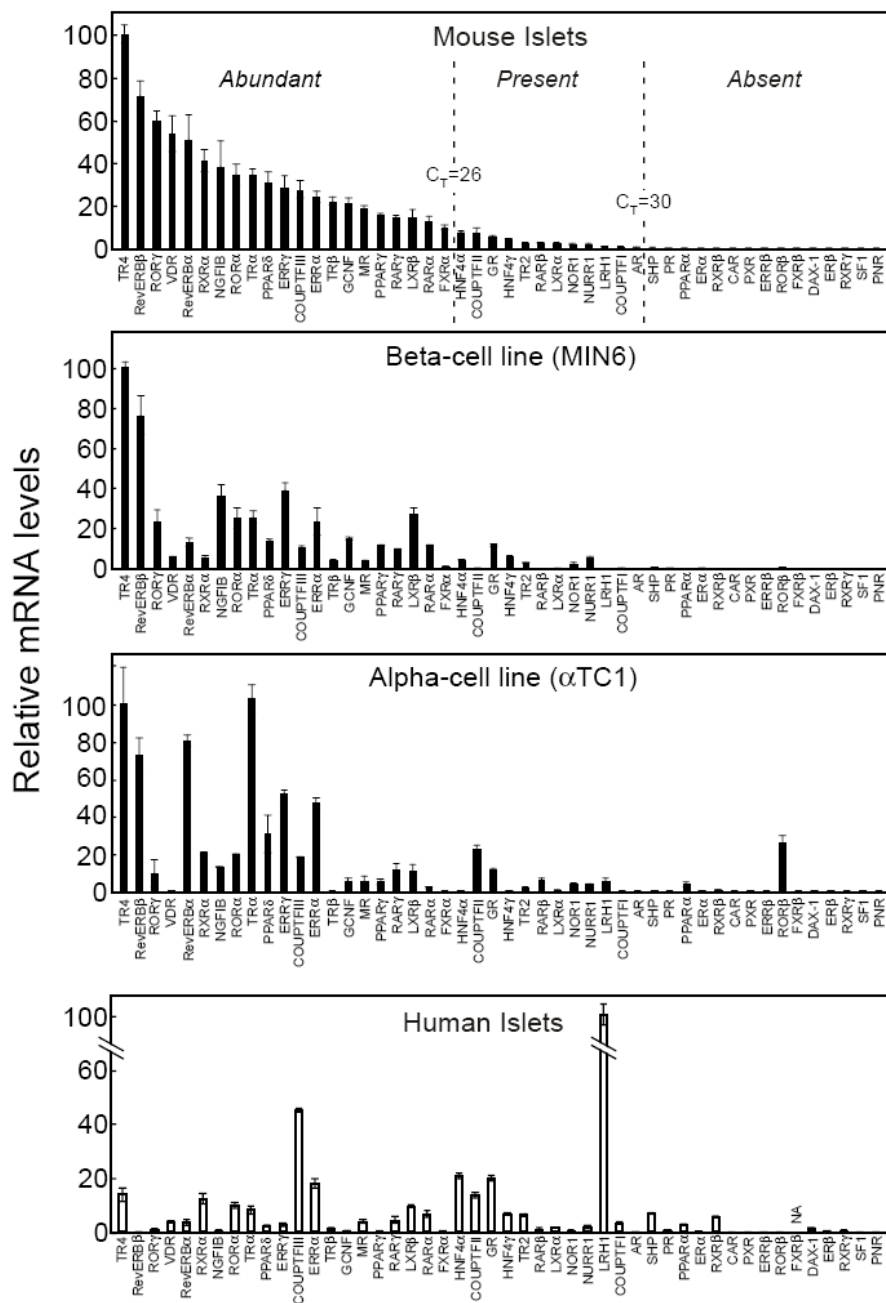 Relative mRNA levels
Mouse Islets
Abundant
Present
Absent
C_T=26
C_T=30
100
80
60
40
20
0
TR4 RevERBβ RORγ VDR RevERBα RXRα NGFIB RORα TRα PPARδ ERRγ COUPTFIII ERRα TRβ GCNF MR PPARγ RARγ LXRβ RARα FXRα HNF4α COUPTFII GR HNF4γ TR2 RARβ LXRα NOR1 NURR1 LRH1 COUPTFI AR SHP PR PPARα ERα RXRβ CAR PXR ERRβ RORβ FXRβ DAX-1 ERβ RXRγ SF1 PNR
Beta-cell line (MIN6)
100
80
60
40
20
0
TR4 RevERBβ RORγ VDR RevERBα RXRα NGFIB RORα TRα PPARδ ERRγ COUPTFIII ERRα TRβ GCNF MR PPARγ RARγ LXRβ RARα FXRα HNF4α COUPTFII GR HNF4γ TR2 RARβ LXRα NOR1 NURR1 LRH1 COUPTFI AR SHP PR PPARα ERα RXRβ CAR PXR ERRβ RORβ FXRβ DAX-1 ERβ RXRγ SF1 PNR
Alpha-cell line (αTC1)
100
80
60
40
20
0
TR4 RevERBβ RORγ VDR RevERBα RXRα NGFIB RORα TRα PPARδ ERRγ COUPTFIII ERRα TRβ GCNF MR PPARγ RARγ LXRβ RARα FXRα HNF4α COUPTFII GR HNF4γ TR2 RARβ LXRα NOR1 NURR1 LRH1 COUPTFI AR SHP PR PPARα ERα RXRβ CAR PXR ERRβ RORβ FXRβ DAX-1 ERβ RXRγ SF1 PNR
Human Islets
100
60
40
20
0
NA
TR4 RevERBβ RORγ VDR RevERBα RXRα NGFIB RORα TRα PPARδ ERRγ COUPTFIII ERRα TRβ GCNF MR PPARγ RARγ LXRβ RARα FXRα HNF4α COUPTFII GR HNF4γ TR2 RARβ LXRα NOR1 NURR1 LRH1 COUPTFI AR SHP PR PPARα ERα RXRβ CAR PXR ERRβ RORβ FXRβ DAX-1 ERβ RXRγ SF1 PNR